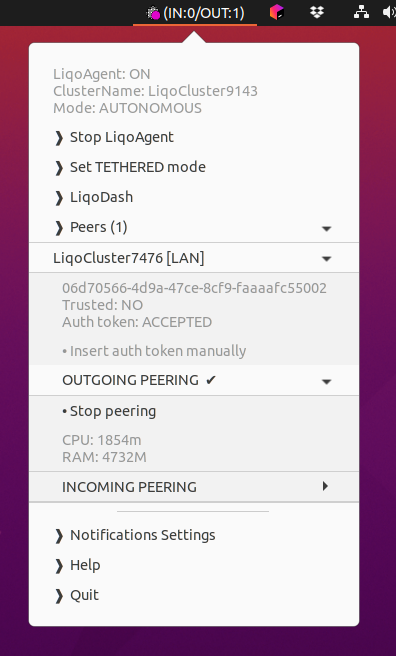 (IN:0/OUT:1)
LiqoAgent: ON
ClusterName: LiqoCluster9143
Mode: AUTONOMOUS
❱ Stop LiqoAgent
❱ Set TETHERED mode
❱ LiqoDash
❱ Peers (1)
LiqoCluster7476 [LAN]
06d70566-4d9a-47ce-8cf9-faaaafc55002
Trusted: NO
Auth token: ACCEPTED
• Insert auth token manually
OUTGOING PEERING ✔
• Stop peering
CPU: 1854m
RAM: 4732M
INCOMING PEERING
❱ Notifications Settings
❱ Help
❱ Quit